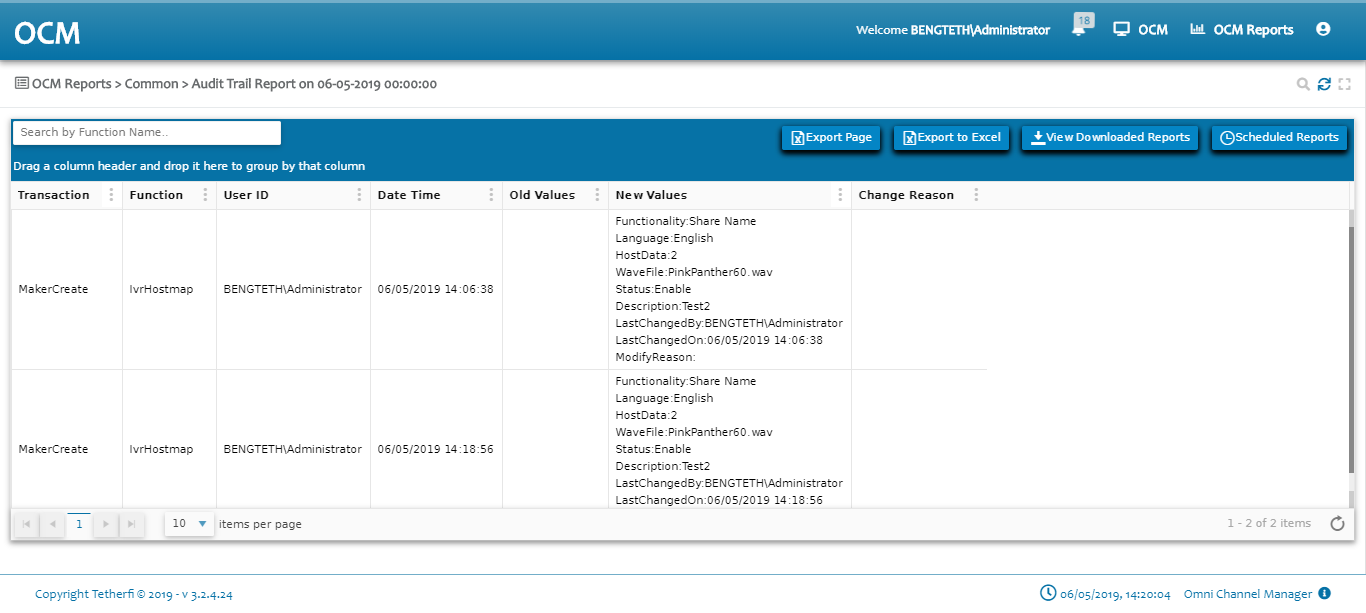 OCM
Welcome BENGTETH\Administrator
18
OCM
OCM Reports
OCM Reports > Common > Audit Trail Report on 06-05-2019 00:00:00
Search by Function Name..
Export Page
Export to Excel
View Downloaded Reports
Scheduled Reports
Drag a column header and drop it here to group by that column
Transaction
Function
User ID
Date Time
Old Values
New Values
Change Reason
MakerCreate
IvrHostmap
BENGTETH\Administrator
06/05/2019 14:06:38
Functionality:Share Name
Language:English
HostData:2
WaveFile:PinkPanther60.wav
Status:Enable
Description:Test2
LastChangedBy:BENGTETH\Administrator
LastChangedOn:06/05/2019 14:06:38
ModifyReason:
MakerCreate
IvrHostmap
BENGTETH\Administrator
06/05/2019 14:18:56
Functionality:Share Name
Language:English
HostData:2
WaveFile:PinkPanther60.wav
Status:Enable
Description:Test2
LastChangedBy:BENGTETH\Administrator
LastChangedOn:06/05/2019 14:18:56
1
10
items per page
1 - 2 of 2 items
Copyright Tetherfi © 2019 - v 3.2.4.24
06/05/2019, 14:20:04
Omni Channel Manager